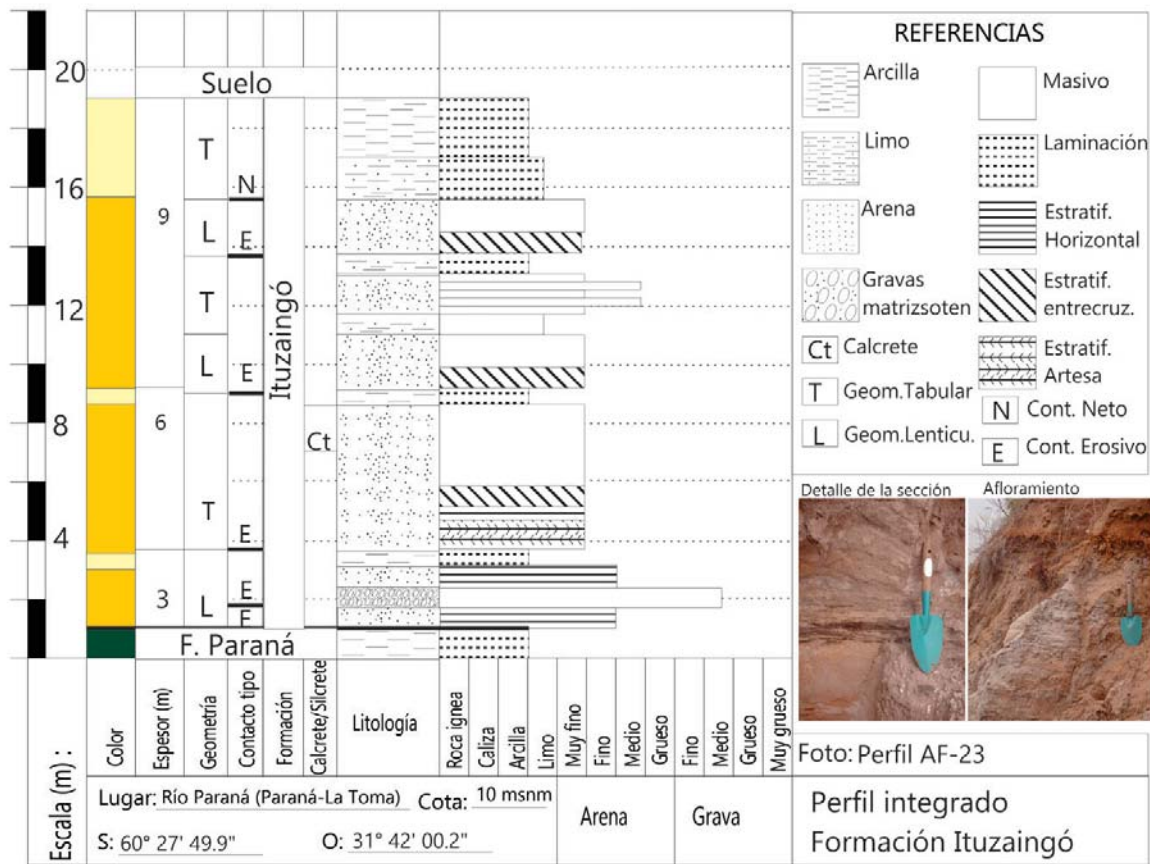 20
16
12
8
4
Escala (m) :
Suelo
T
N
9
L
E
T
L
E
6
Ct
T
E
E
3
L
E
Ituzaingó
F. Paraná
Color
Espesor (m)
Geometría
Contacto tipo
Formación
Calcrete/Silcrete
Litología
Roca ignea
Caliza
Arcilla
Limo
Muy fino
Fino
Medio
Grueso
Fino
Medio
Grueso
Muy grueso
Arena
Grava
Lugar: Río Paraná (Paraná-La Toma) Cota: 10 msnm
S: 60° 27' 49.9" O: 31° 42' 00.2"
REFERENCIAS
Arcilla
Masivo
Limo
Laminación
Arena
Estratif.
Horizontal
Gravas
matrizsoten
Estratif.
entrecruz.
Ct Calcrete
Estratif.
Artesa
T Geom.Tabular
N Cont. Neto
L Geom.Lenticu.
E Cont. Erosivo
Detalle de la sección
Afloramiento
Foto: Perfil AF-23
Perfil integrado
Formación Ituzaingó